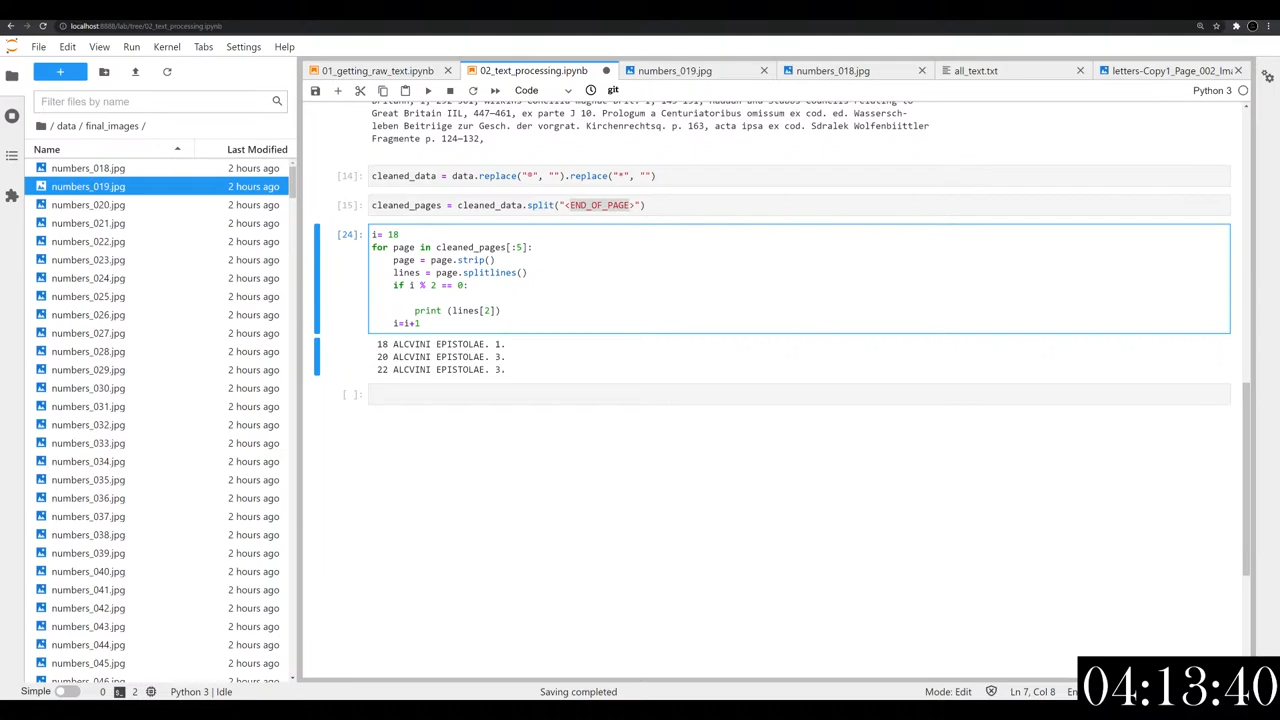 localhost:8888/lab/tree/02_text_processing.ipynb
File Edit View Run Kernel Tabs Settings Help
01_getting_raw_text.ipynb 02_text_processing.ipynb numbers_019.jpg numbers_018.jpg all_text.txt letters-Copy1_Page_002_Ima
Code git Python 3
Filter files by name
/ data / final_images /
Name Last Modified
numbers_018.jpg 2 hours ago
numbers_019.jpg 2 hours ago
numbers_020.jpg 2 hours ago
numbers_021.jpg 2 hours ago
numbers_022.jpg 2 hours ago
numbers_023.jpg 2 hours ago
numbers_024.jpg 2 hours ago
numbers_025.jpg 2 hours ago
numbers_026.jpg 2 hours ago
numbers_027.jpg 2 hours ago
numbers_028.jpg 2 hours ago
numbers_029.jpg 2 hours ago
numbers_030.jpg 2 hours ago
numbers_031.jpg 2 hours ago
numbers_032.jpg 2 hours ago
numbers_033.jpg 2 hours ago
numbers_034.jpg 2 hours ago
numbers_035.jpg 2 hours ago
numbers_036.jpg 2 hours ago
numbers_037.jpg 2 hours ago
numbers_038.jpg 2 hours ago
numbers_039.jpg 2 hours ago
numbers_040.jpg 2 hours ago
numbers_041.jpg 2 hours ago
numbers_042.jpg 2 hours ago
numbers_043.jpg 2 hours ago
numbers_044.jpg 2 hours ago
numbers_045.jpg 2 hours ago
numbers_046.jpg 2 hours ago
Great Britain IIL, 447—461, ex parte J 10. Prologum a Centuriatoribus omissum ex cod. ed. Wassersch-
leben Beitriige zur Gesch. der vorgrat. Kirchenrechtsq. p. 163, acta ipsa ex cod. Sdralek Wolfenbiittler
Fragmente p. 124—132,
[14]: cleaned_data = data.replace("®", "").replace("*", "")
[15]: cleaned_pages = cleaned_data.split("<END_OF_PAGE>")
[24]: i= 18
for page in cleaned_pages[:5]:
page = page.strip()
lines = page.splitlines()
if i % 2 == 0:
print (lines[2])
i=i+1
18 ALCVINI EPISTOLAE. 1.
20 ALCVINI EPISTOLAE. 3.
22 ALCVINI EPISTOLAE. 3.
[ ]:
Simple 0 2 Python 3 | Idle Saving completed Mode: Edit Ln 7, Col 8
04:13:40